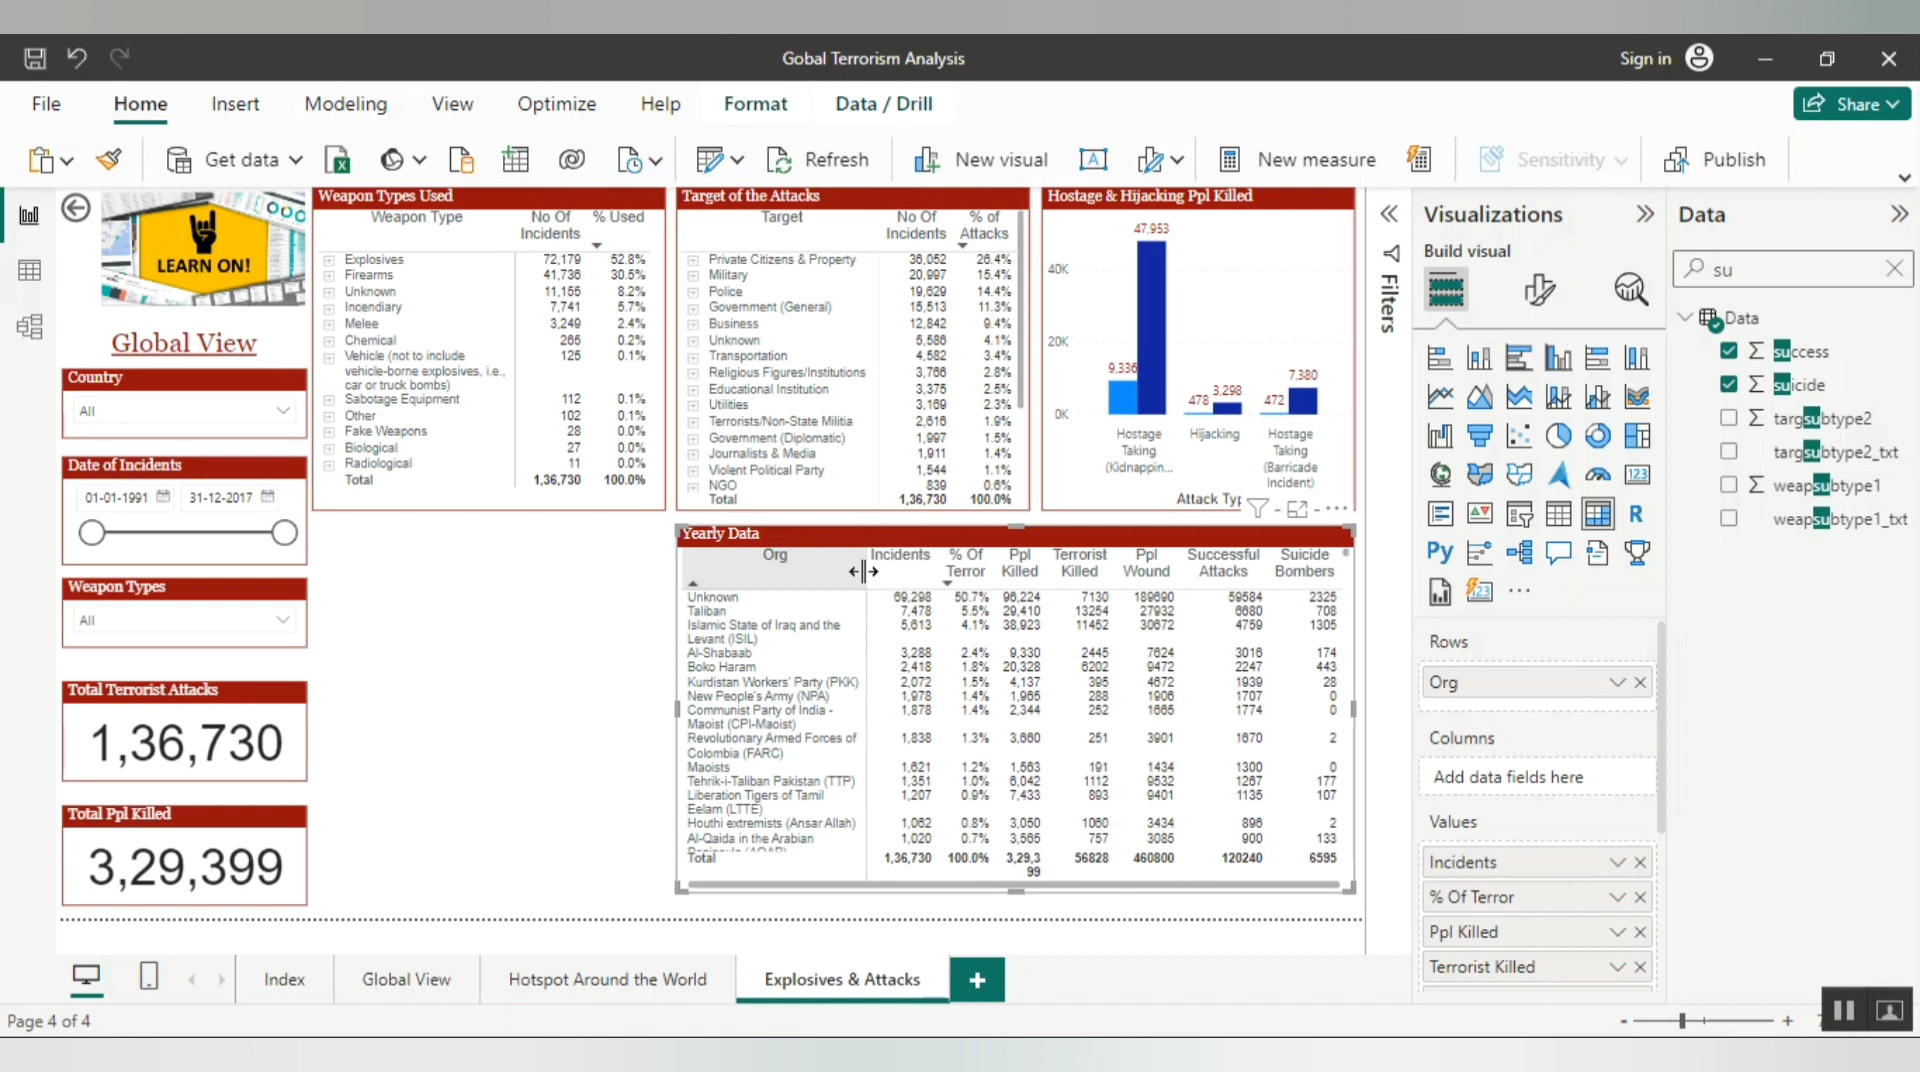 Gobal Terrorism Analysis
Sign in
File Home Insert Modeling View Optimize Help Format Data / Drill
Share
Get data
Refresh
New visual
A
New measure
Sensitivity
Publish
LEARN ON!
Global View
Country
All
Date of Incidents
01-01-1991 31-12-2017
Weapon Types
All
Total Terrorist Attacks
1,36,730
Total Ppl Killed
3,29,399
Weapon Types Used
Weapon Type No Of Incidents % Used
Explosives 72,179 52.8%
Firearms 41,736 30.5%
Unknown 11,155 8.2%
Incendiary 7,741 5.7%
Melee 3,249 2.4%
Chemical 265 0.2%
Vehicle (not to include 125 0.1%
vehicle-borne explosives, i.e.,
car or truck bombs)
Sabotage Equipment 112 0.1%
Other 102 0.1%
Fake Weapons 28 0.0%
Biological 27 0.0%
Radiological 11 0.0%
Total 1,36,730 100.0%
Target of the Attacks
Target No Of Incidents % of Attacks
Private Citizens & Property 36,052 26.4%
Military 20,997 15.4%
Police 19,629 14.4%
Government (General) 15,513 11.3%
Business 12,842 9.4%
Unknown 5,586 4.1%
Transportation 4,582 3.4%
Religious Figures/Institutions 3,766 2.8%
Educational Institution 3,375 2.5%
Utilities 3,169 2.3%
Terrorists/Non-State Militia 2,616 1.9%
Government (Diplomatic) 1,997 1.5%
Journalists & Media 1,911 1.4%
Violent Political Party 1,544 1.1%
NGO 839 0.6%
Total 1,36,730 100.0%
Hostage & Hijacking Ppl Killed
47,953
40K
20K
9,336
478 3,298
472 7,380
0K
Hostage Taking (Kidnappin...
Hijacking
Hostage Taking (Barricade Incident)
Attack Typ
Yearly Data
Org Incidents % Of Terror Ppl Killed Terrorist Killed Ppl Wound Successful Attacks Suicide Bombers
Unknown 69,298 50.7% 96,224 7130 189690 59584 2325
Taliban 7,478 5.5% 29,410 13254 27932 6680 708
Islamic State of Iraq and the 5,613 4.1% 38,923 11452 30672 4759 1305
Levant (ISIL)
Al-Shabaab 3,288 2.4% 9,330 2445 7624 3016 174
Boko Haram 2,418 1.8% 20,328 6202 9472 2247 443
Kurdistan Workers' Party (PKK) 2,072 1.5% 4,137 395 4672 1939 28
New People's Army (NPA) 1,978 1.4% 1,965 288 1906 1707 0
Communist Party of India - 1,878 1.4% 2,344 252 1665 1774 0
Maoist (CPI-Maoist)
Revolutionary Armed Forces of 1,838 1.3% 3,660 251 3901 1670 2
Colombia (FARC)
Maoists 1,621 1.2% 1,563 191 1434 1300 0
Tehrik-i-Taliban Pakistan (TTP) 1,351 1.0% 6,042 1112 9532 1267 177
Liberation Tigers of Tamil 1,207 0.9% 7,433 893 9401 1135 107
Eelam (LTTE)
Houthi extremists (Ansar Allah) 1,062 0.8% 3,050 1060 3434 896 2
Al-Qaida in the Arabian 1,020 0.7% 3,565 757 3085 900 133
Total 1,36,730 100.0% 3,29,3 56828 460800 120240 6595
99
Filters
Visualizations
Build visual
123
R
Py
123
...
Rows
Org
Columns
Add data fields here
Values
Incidents
% Of Terror
Ppl Killed
Terrorist Killed
Data
su
Data
success
suicide
targsubtype2
targsubtype2_txt
weapsubtype1
weapsubtype1_txt
Index
Global View
Hotspot Around the World
Explosives & Attacks
+
Page 4 of 4
- +